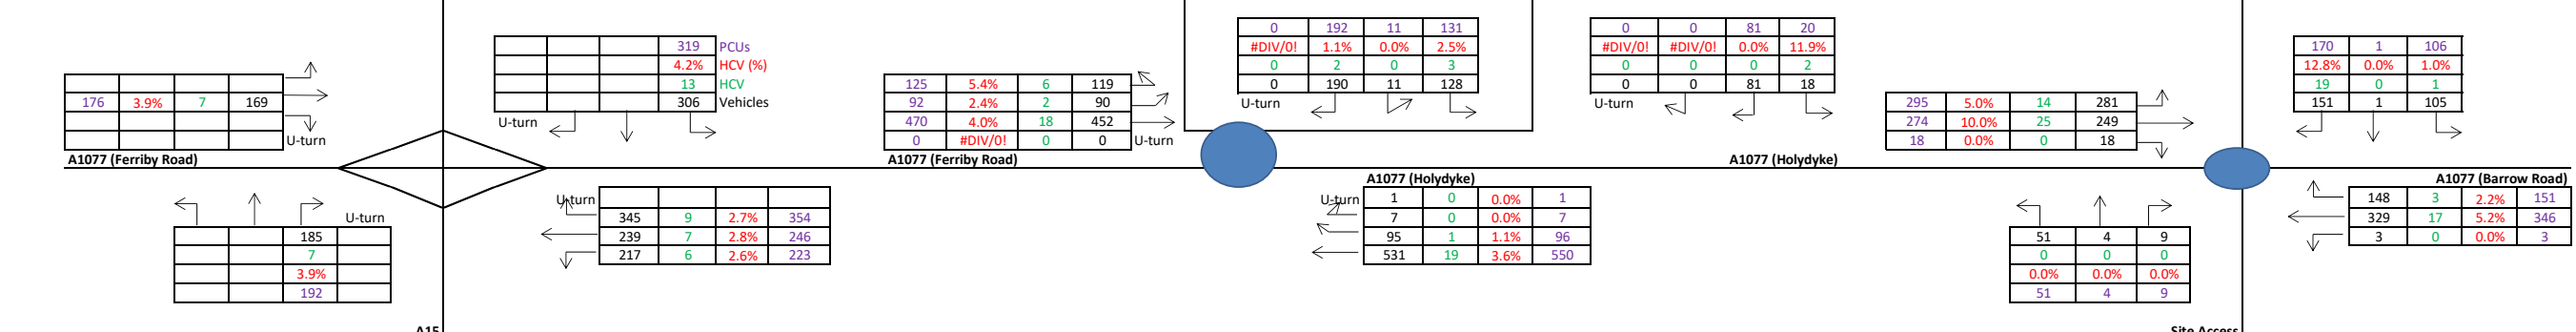 0 192 11 131
#DIV/0! 1.1% 0.0% 2.5%
0 2 0 3
0 190 11 128
U-turn
0 0 81 20
#DIV/0! #DIV/0! 0.0% 11.9%
0 0 0 2
0 0 81 18
U-turn
319 PCUs
4.2% HCV (%)
13 HCV
306 Vehicles
U-turn
170 1 106
12.8% 0.0% 1.0%
19 0 1
151 1 105
176 3.9% 7 169
U-turn
A1077 (Ferriby Road)
125 5.4% 6 119
92 2.4% 2 90
470 4.0% 18 452
0 #DIV/0! 0 0 U-turn
A1077 (Ferriby Road)
295 5.0% 14 281
274 10.0% 25 249
18 0.0% 0 18
A1077 (Holydyke)
A1077 (Holydyke)
A1077 (Barrow Road)
U-turn
345 9 2.7% 354
239 7 2.8% 246
217 6 2.6% 223
U-turn
1 0 0.0% 1
7 0 0.0% 7
95 1 1.1% 96
531 19 3.6% 550
148 3 2.2% 151
329 17 5.2% 346
3 0 0.0% 3
U-turn
185
7
3.9%
192
51 4 9
0 0 0
0.0% 0.0% 0.0%
51 4 9
A15
Site Access